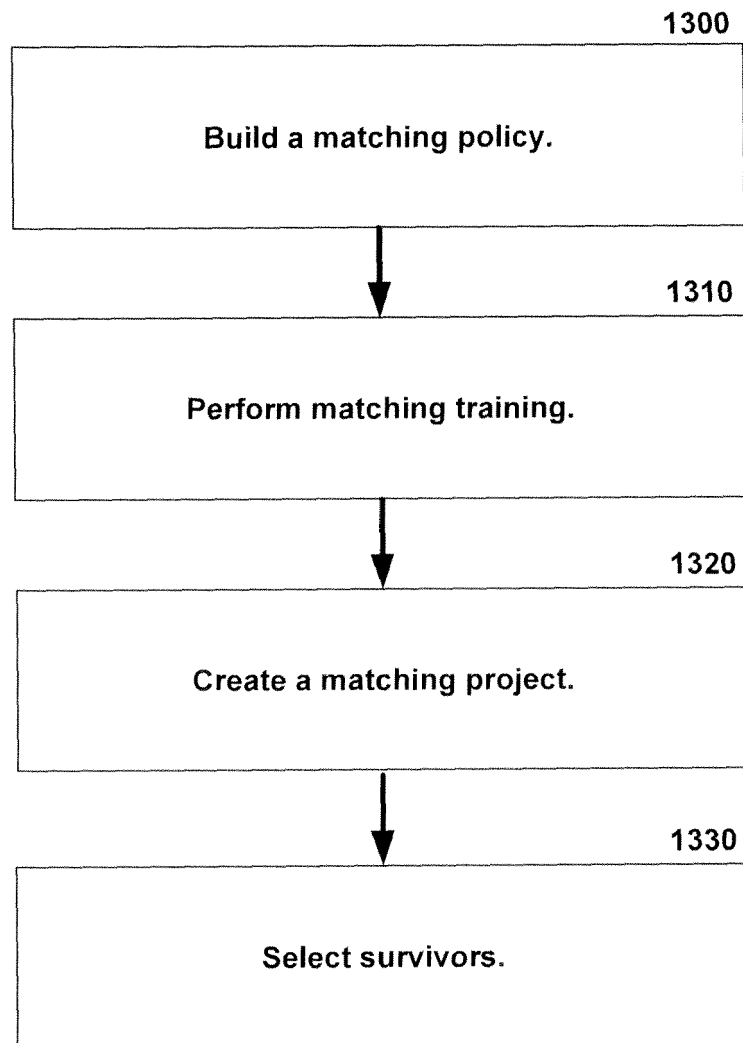 1300
Build a matching policy.
1310
Perform matching training.
1320
Create a matching project.
1330
Select survivors.